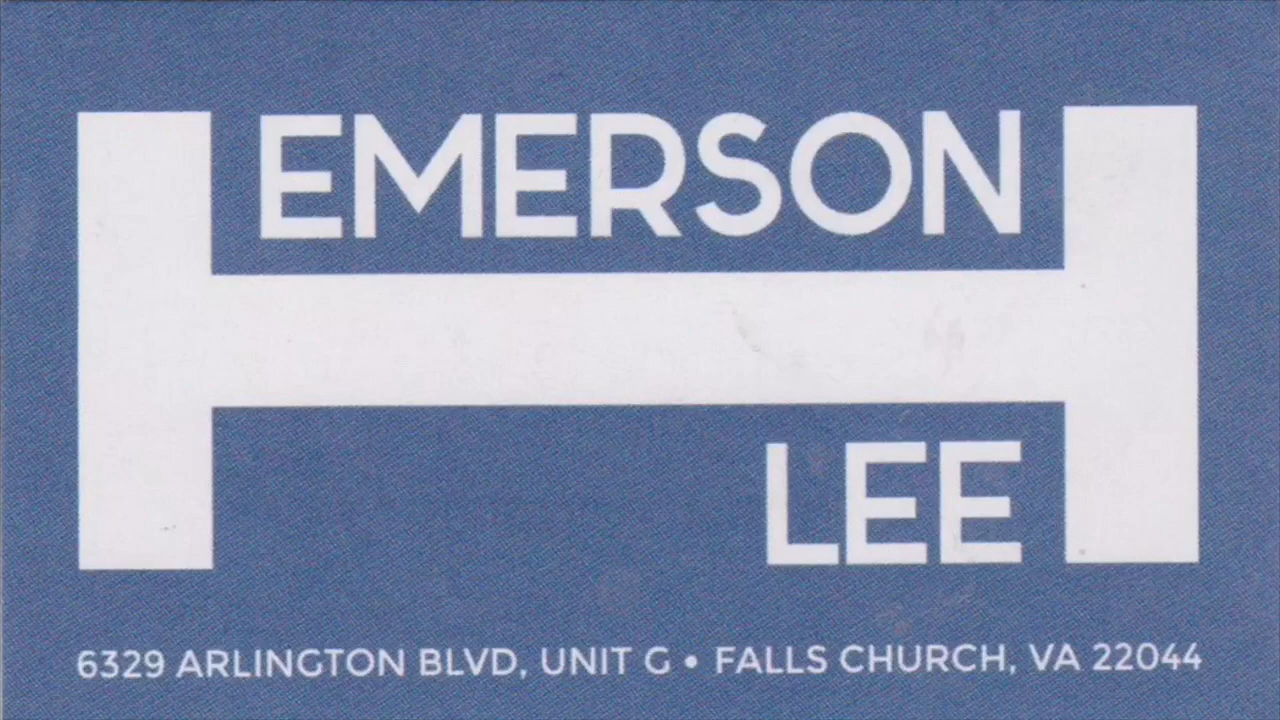 EMERSON
LEE
6329 ARLINGTON BLVD, UNIT G • FALLS CHURCH, VA 22044